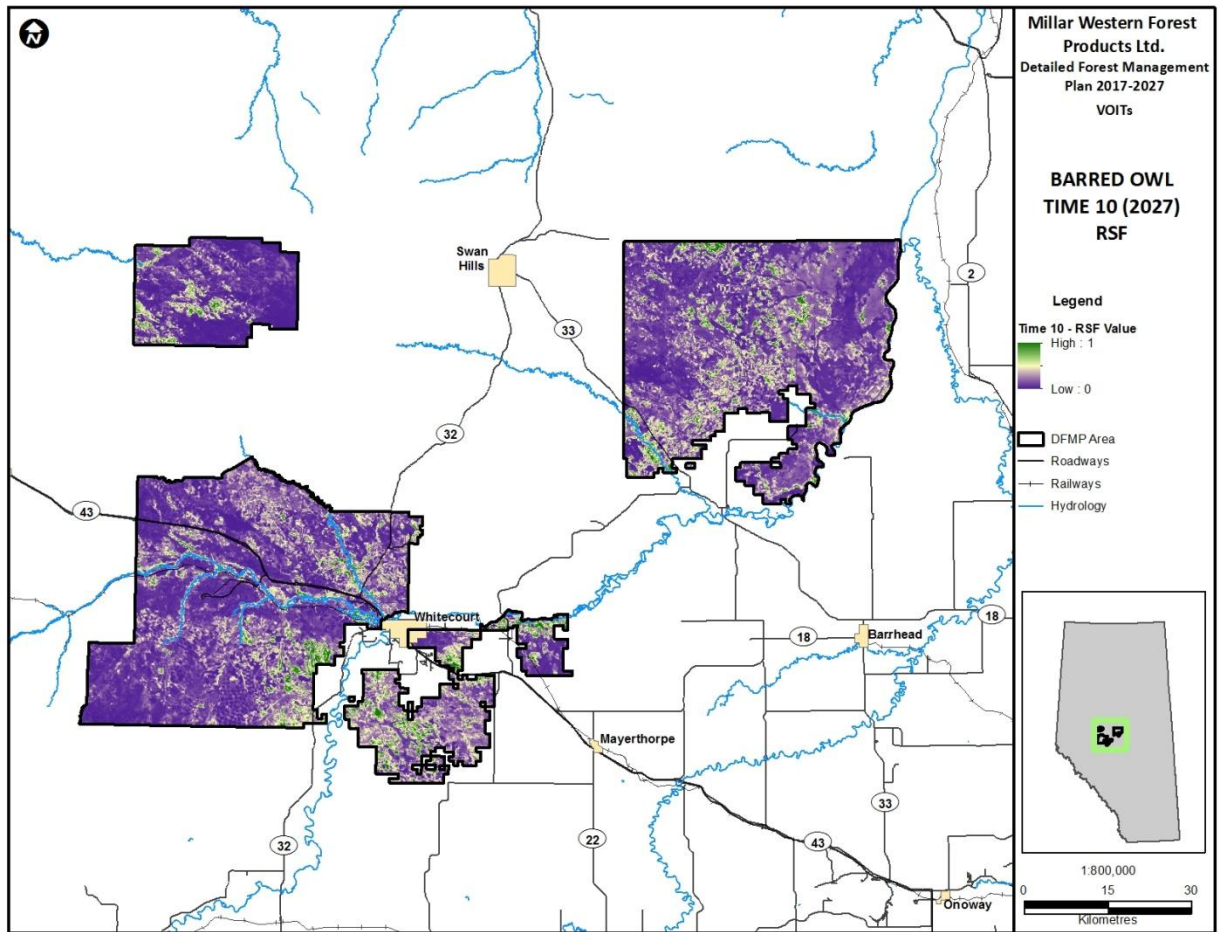 N
Millar Western Forest
Products Ltd.
Detailed Forest Management
Plan 2017-2027
VOITs
BARRED OWL
TIME 10 (2027)
RSF
Legend
Time 10 - RSF Value
High : 1
Low : 0
DFMP Area
Roadways
Railways
Hydrology
1:800,000
0 15 30
Kilometres
Swan
Hills
2
33
32
43
Whitecourt
18
18
Barrhead
Mayerthorpe
33
32
22
43
Onoway